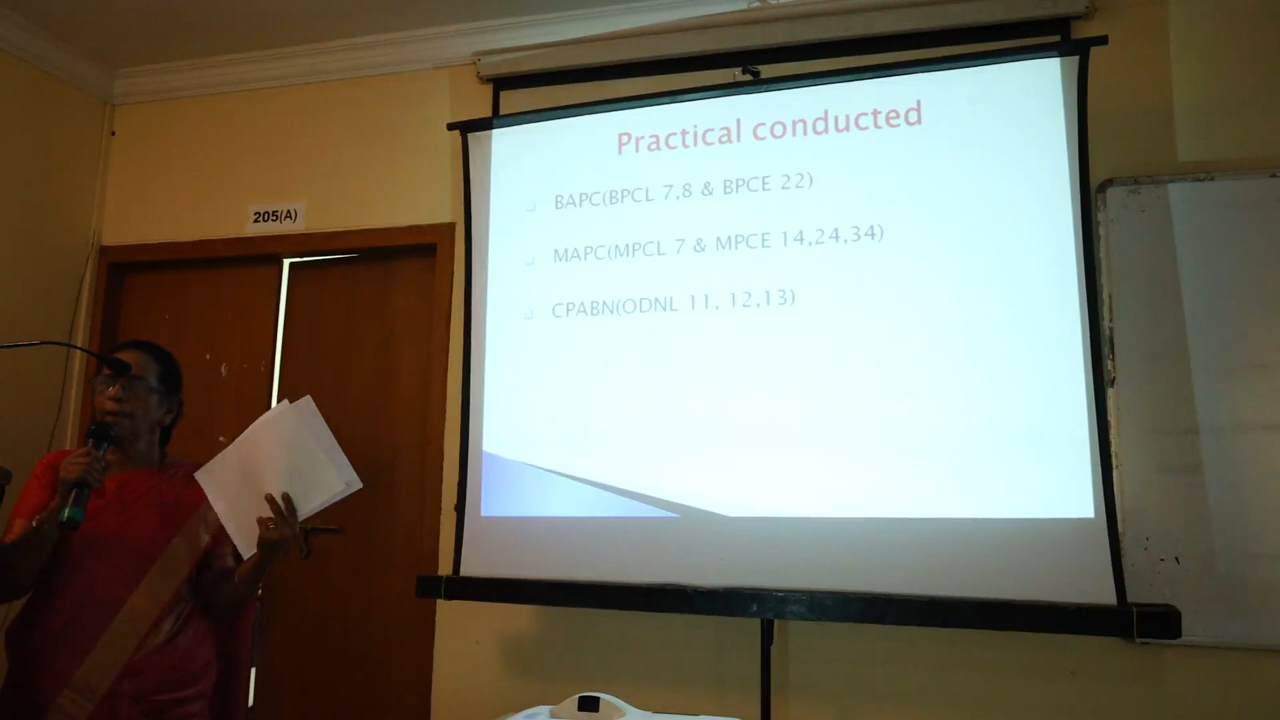 Practical conducted
BAPC(BPCL 7,8 & BPCE 22)
MAPC(MPCL 7 & MPCE 14,24,34)
CPABN(ODNL 11, 12,13)
205(A)